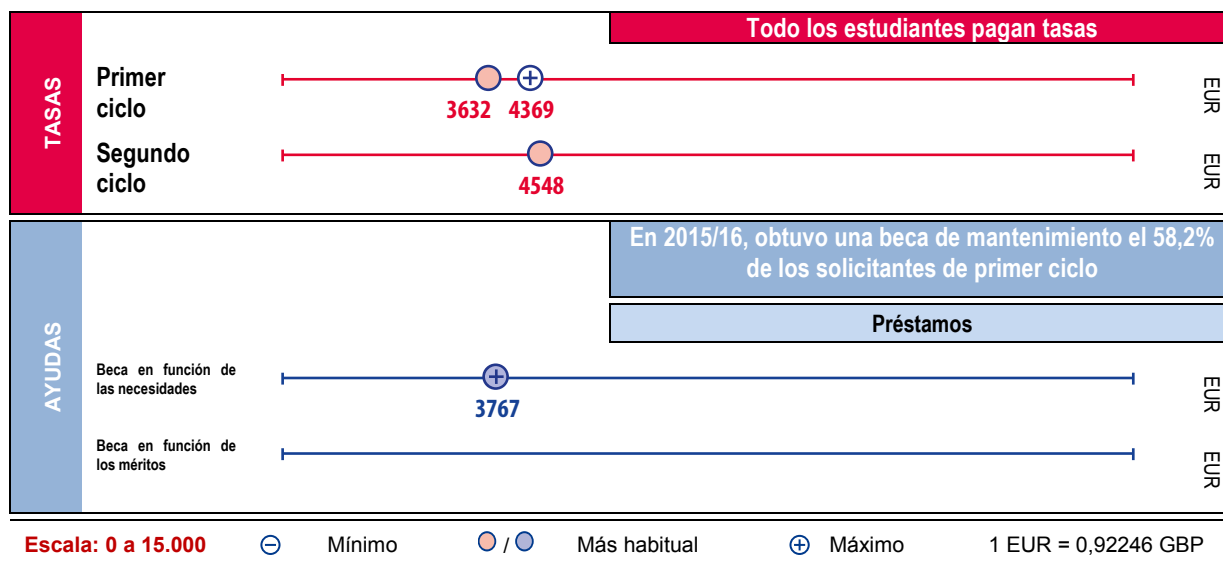 Todo los estudiantes pagan tasas
TASAS
Primer
ciclo
3632 4369
EUR
Segundo
ciclo
4548
EUR
En 2015/16, obtuvo una beca de mantenimiento el 58,2%
de los solicitantes de primer ciclo
Préstamos
AYUDAS
Beca en función de
las necesidades
3767
EUR
Beca en función de
los méritos
EUR
Escala: 0 a 15.000 Mínimo / Más habitual Máximo 1 EUR = 0,92246 GBP